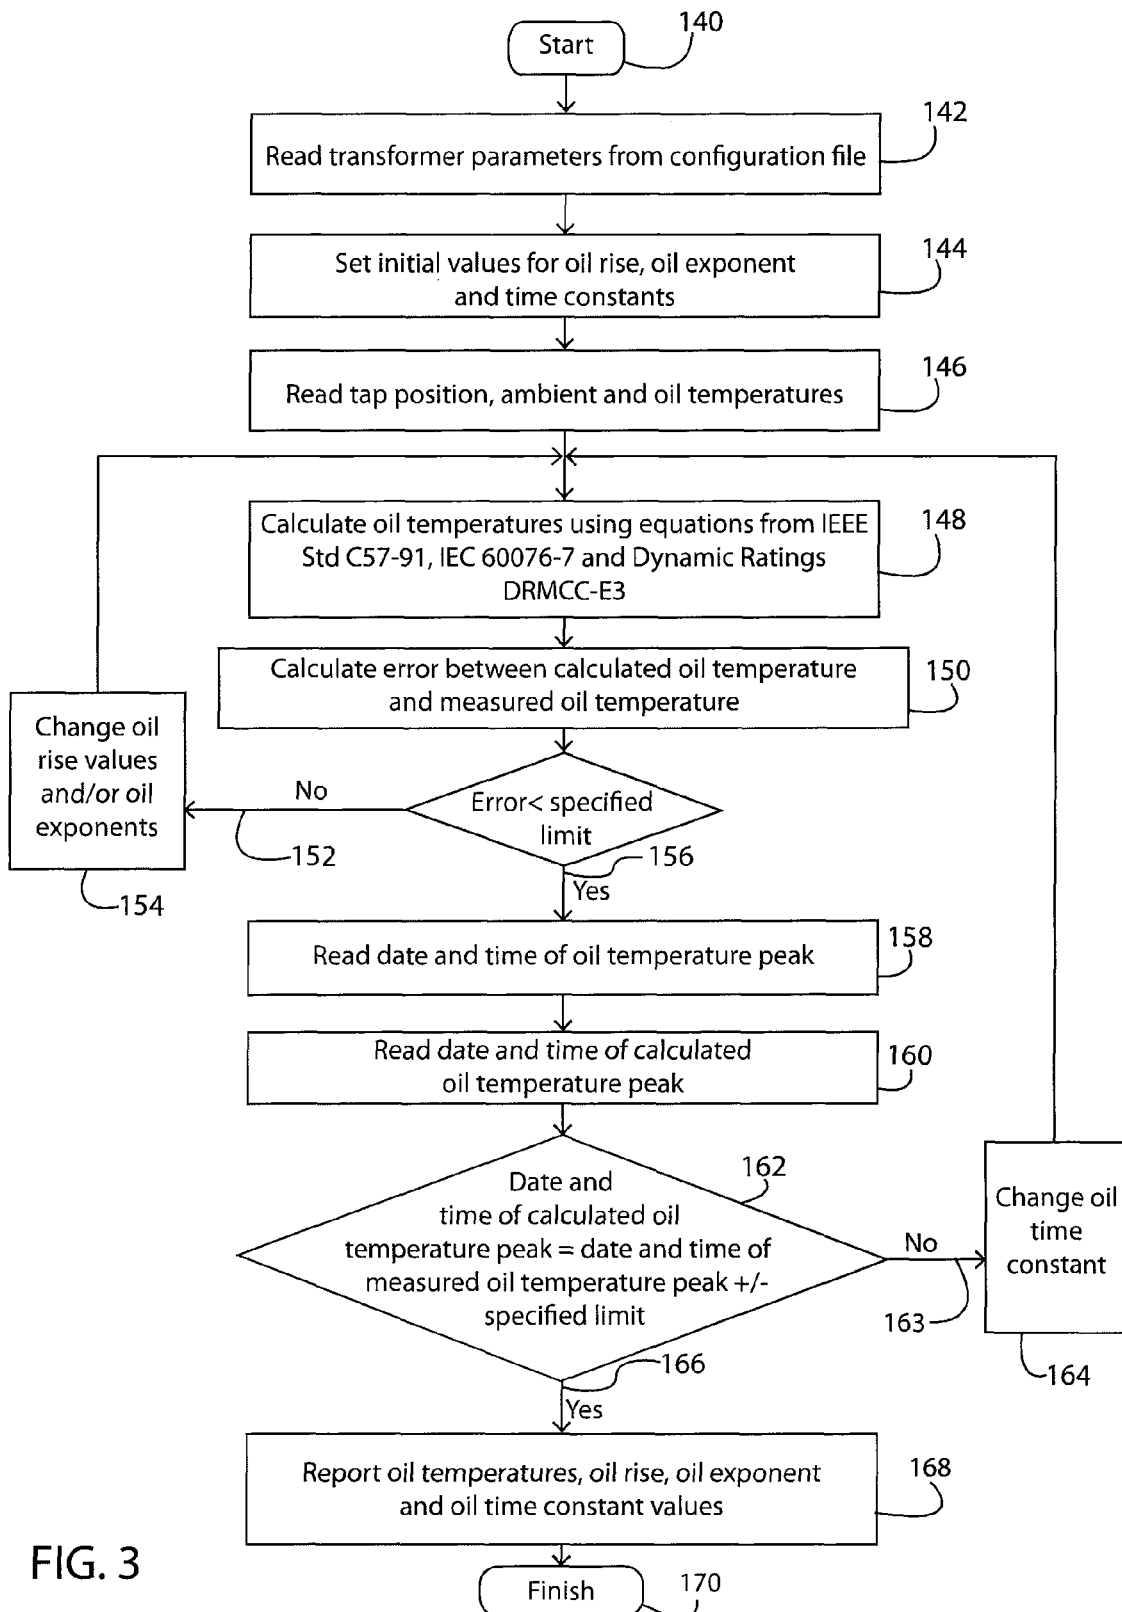 Start
140
Read transformer parameters from configuration file
142
Set initial values for oil rise, oil exponent
and time constants
144
Read tap position, ambient and oil temperatures
146
Calculate oil temperatures using equations from IEEE
Std C57-91, IEC 60076-7 and Dynamic Ratings
DRMCC-E3
148
Calculate error between calculated oil temperature
and measured oil temperature
150
Change oil
rise values
and/or oil
exponents
154
No
152
Error< specified
limit
156
Yes
Read date and time of oil temperature peak
158
Read date and time of calculated
oil temperature peak
160
Date and
time of calculated oil
temperature peak = date and time of
measured oil temperature peak +/-
specified limit
162
No
163
Change oil
time
constant
164
166
Yes
Report oil temperatures, oil rise, oil exponent
and oil time constant values
168
Finish
170
FIG. 3